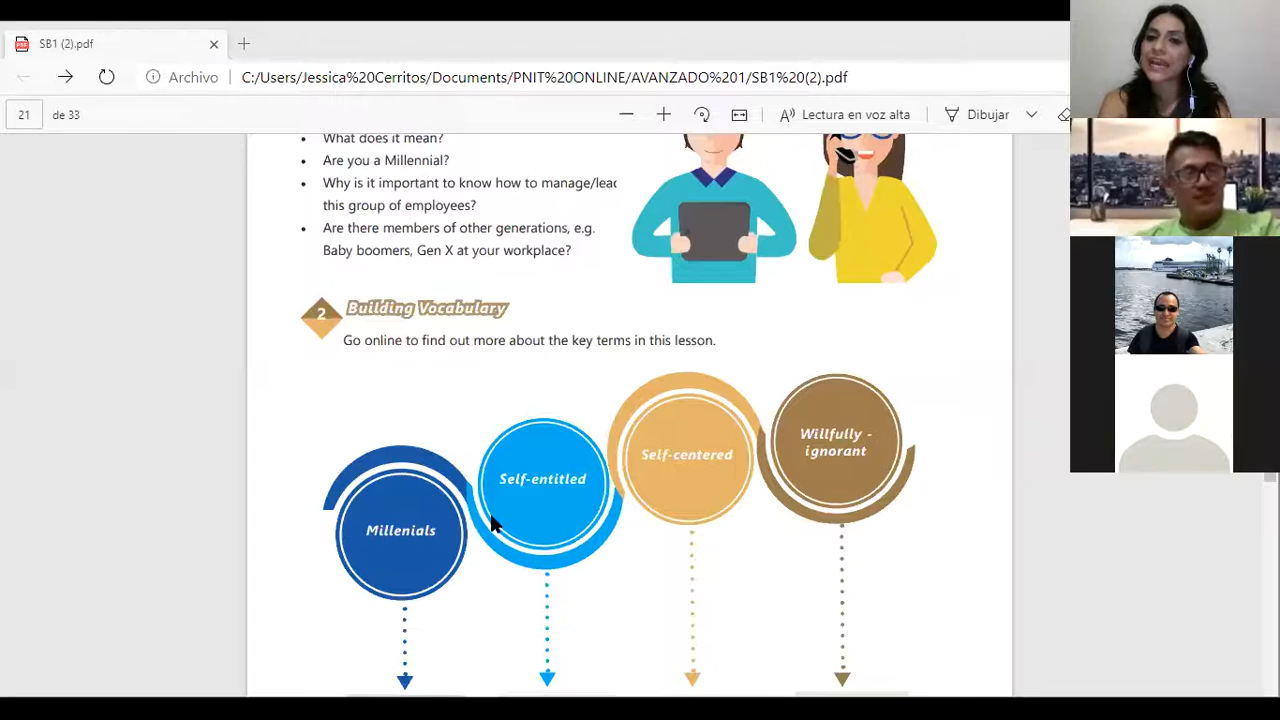 SB1 (2).pdf
Archivo
C:/Users/Jessica%20Cerritos/Documents/PNIT%20ONLINE/AVANZADO%201/SB1%20(2).pdf
21 de 33
Lectura en voz alta
Dibujar
What does it mean?
Are you a Millennial?
Why is it important to know how to manage/lead
this group of employees?
Are there members of other generations, e.g.
Baby boomers, Gen X at your workplace?
2 Building Vocabulary
Go online to find out more about the key terms in this lesson.
Millenials
Self-entitled
Self-centered
Willfully -
ignorant